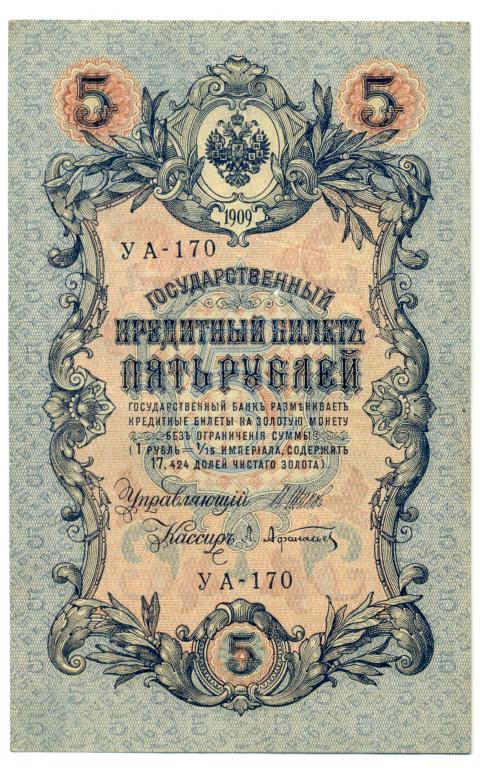 5 5
1909
УА-170
ГОСУДАРСТВЕННЫЙ
КРЕДИТНЫЙ БИЛЕТЪ
ПЯТЬ РУБЛЕЙ
ГОСУДАРСТВЕННЫЙ БАНКЪ РАЗМѢНИВАЕТЪ
КРЕДИТНЫЕ БИЛЕТЫ НА ЗОЛОТУЮ МОНЕТУ
БЕЗЪ ОГРАНИЧЕНІЯ СУММЫ
(1 РУБЛЬ = 1/15 ИМПЕРІАЛА, СОДЕРЖИТЪ
17,424 ДОЛЕЙ ЧИСТАГО ЗОЛОТА)
Управляющій
Кассиръ А. Афанасьев
УА-170
5